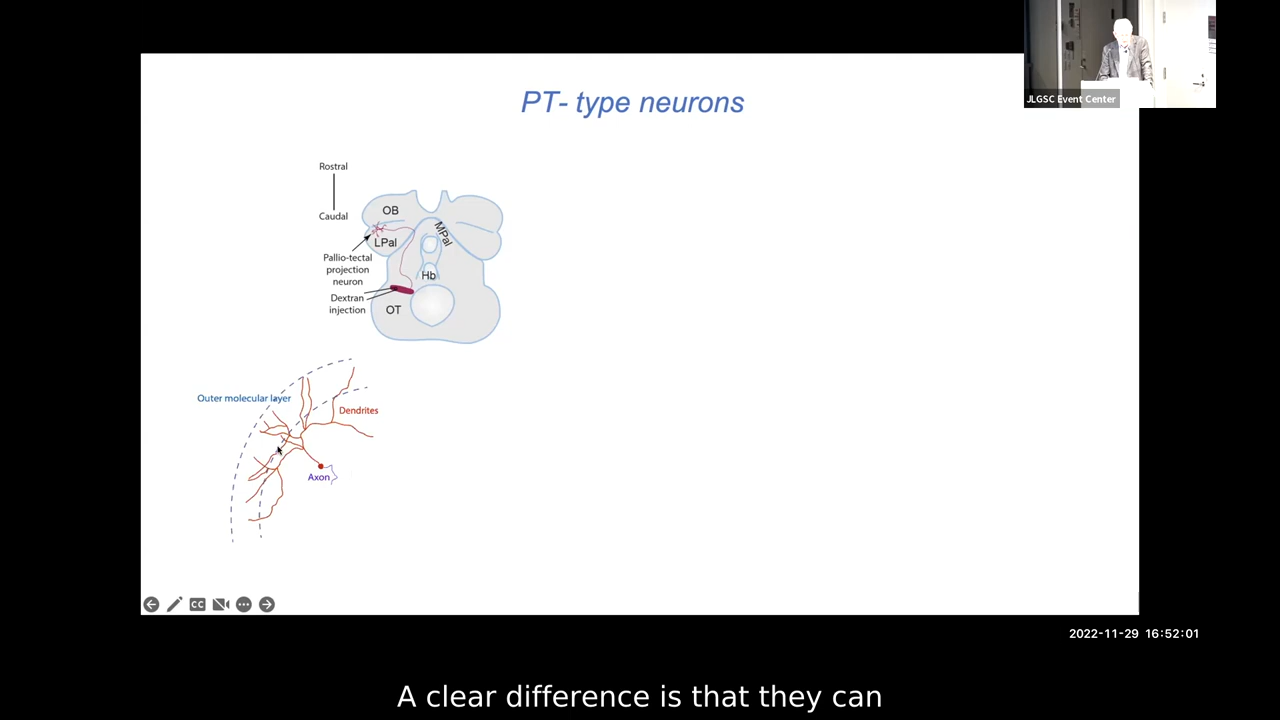 JLGSC Event Center
PT- type neurons
Rostral
Caudal
OB
MPal
LPal
Pallio-tectal
projection
neuron
Hb
Dextran
injection
OT
Outer molecular layer
Dendrites
Axon
CC
2022-11-29 16:52:01
A clear difference is that they can